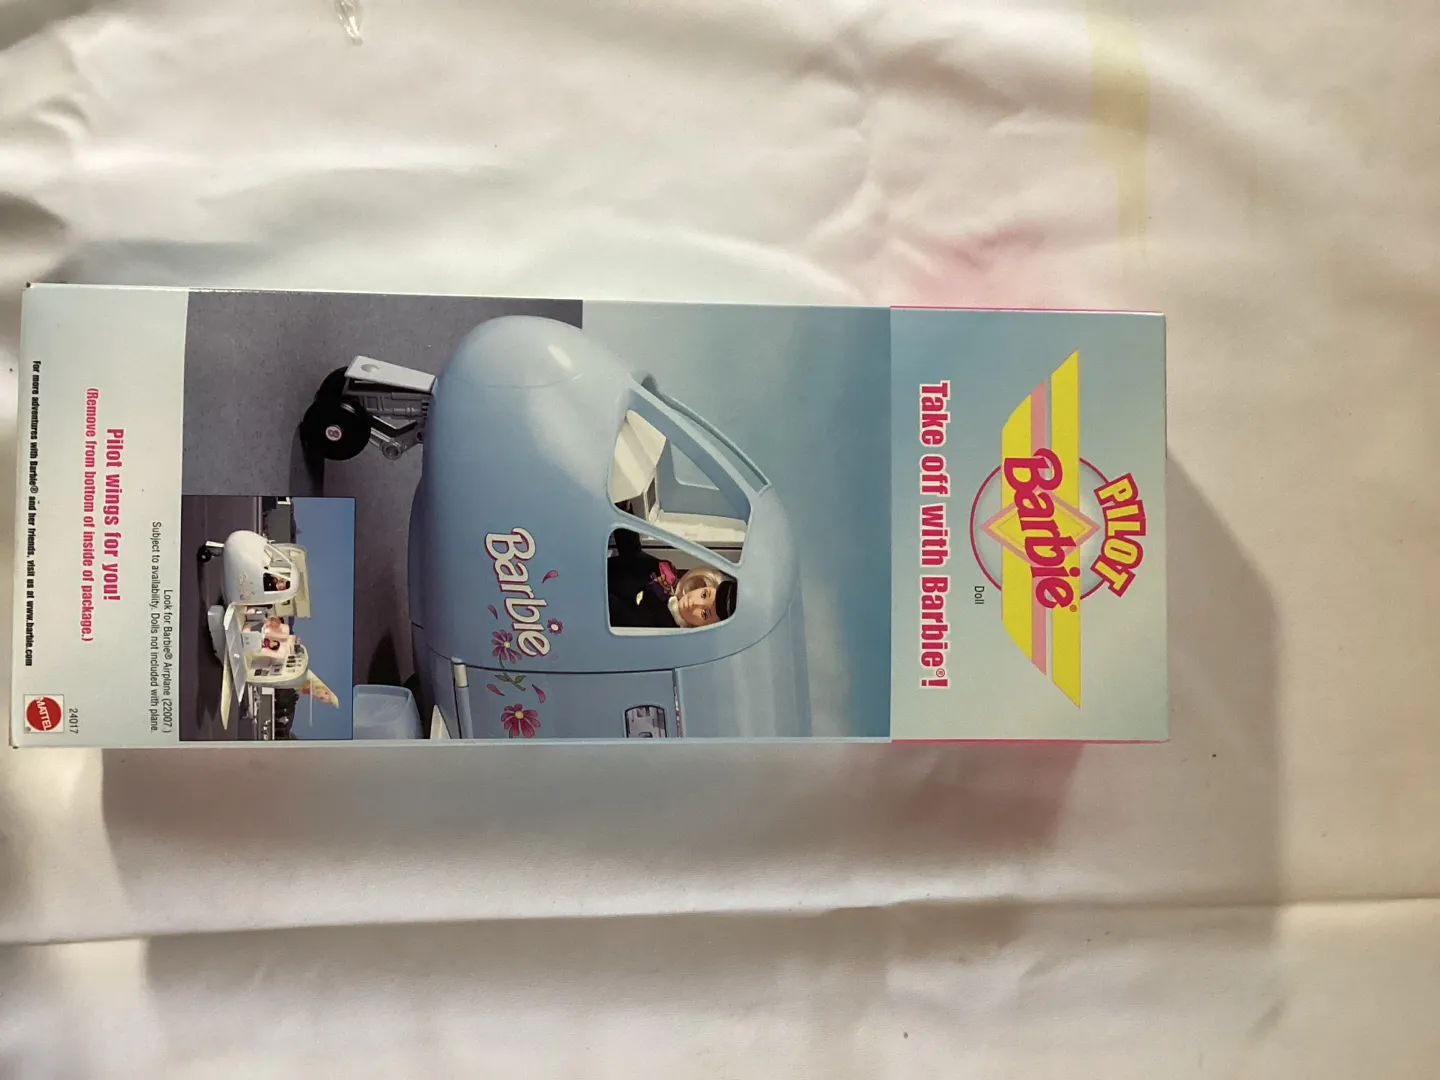 PILOT
Barbie®
Doll
Take off with Barbie®!
Barbie
Look for Barbie® Airplane (22007.)
Subject to availability. Dolls not included with plane.
Pilot wings for you!
(Remove from bottom of inside of package.)
24017
For more adventures with Barbie® and her friends, visit us at www.barbie.com
MATTEL